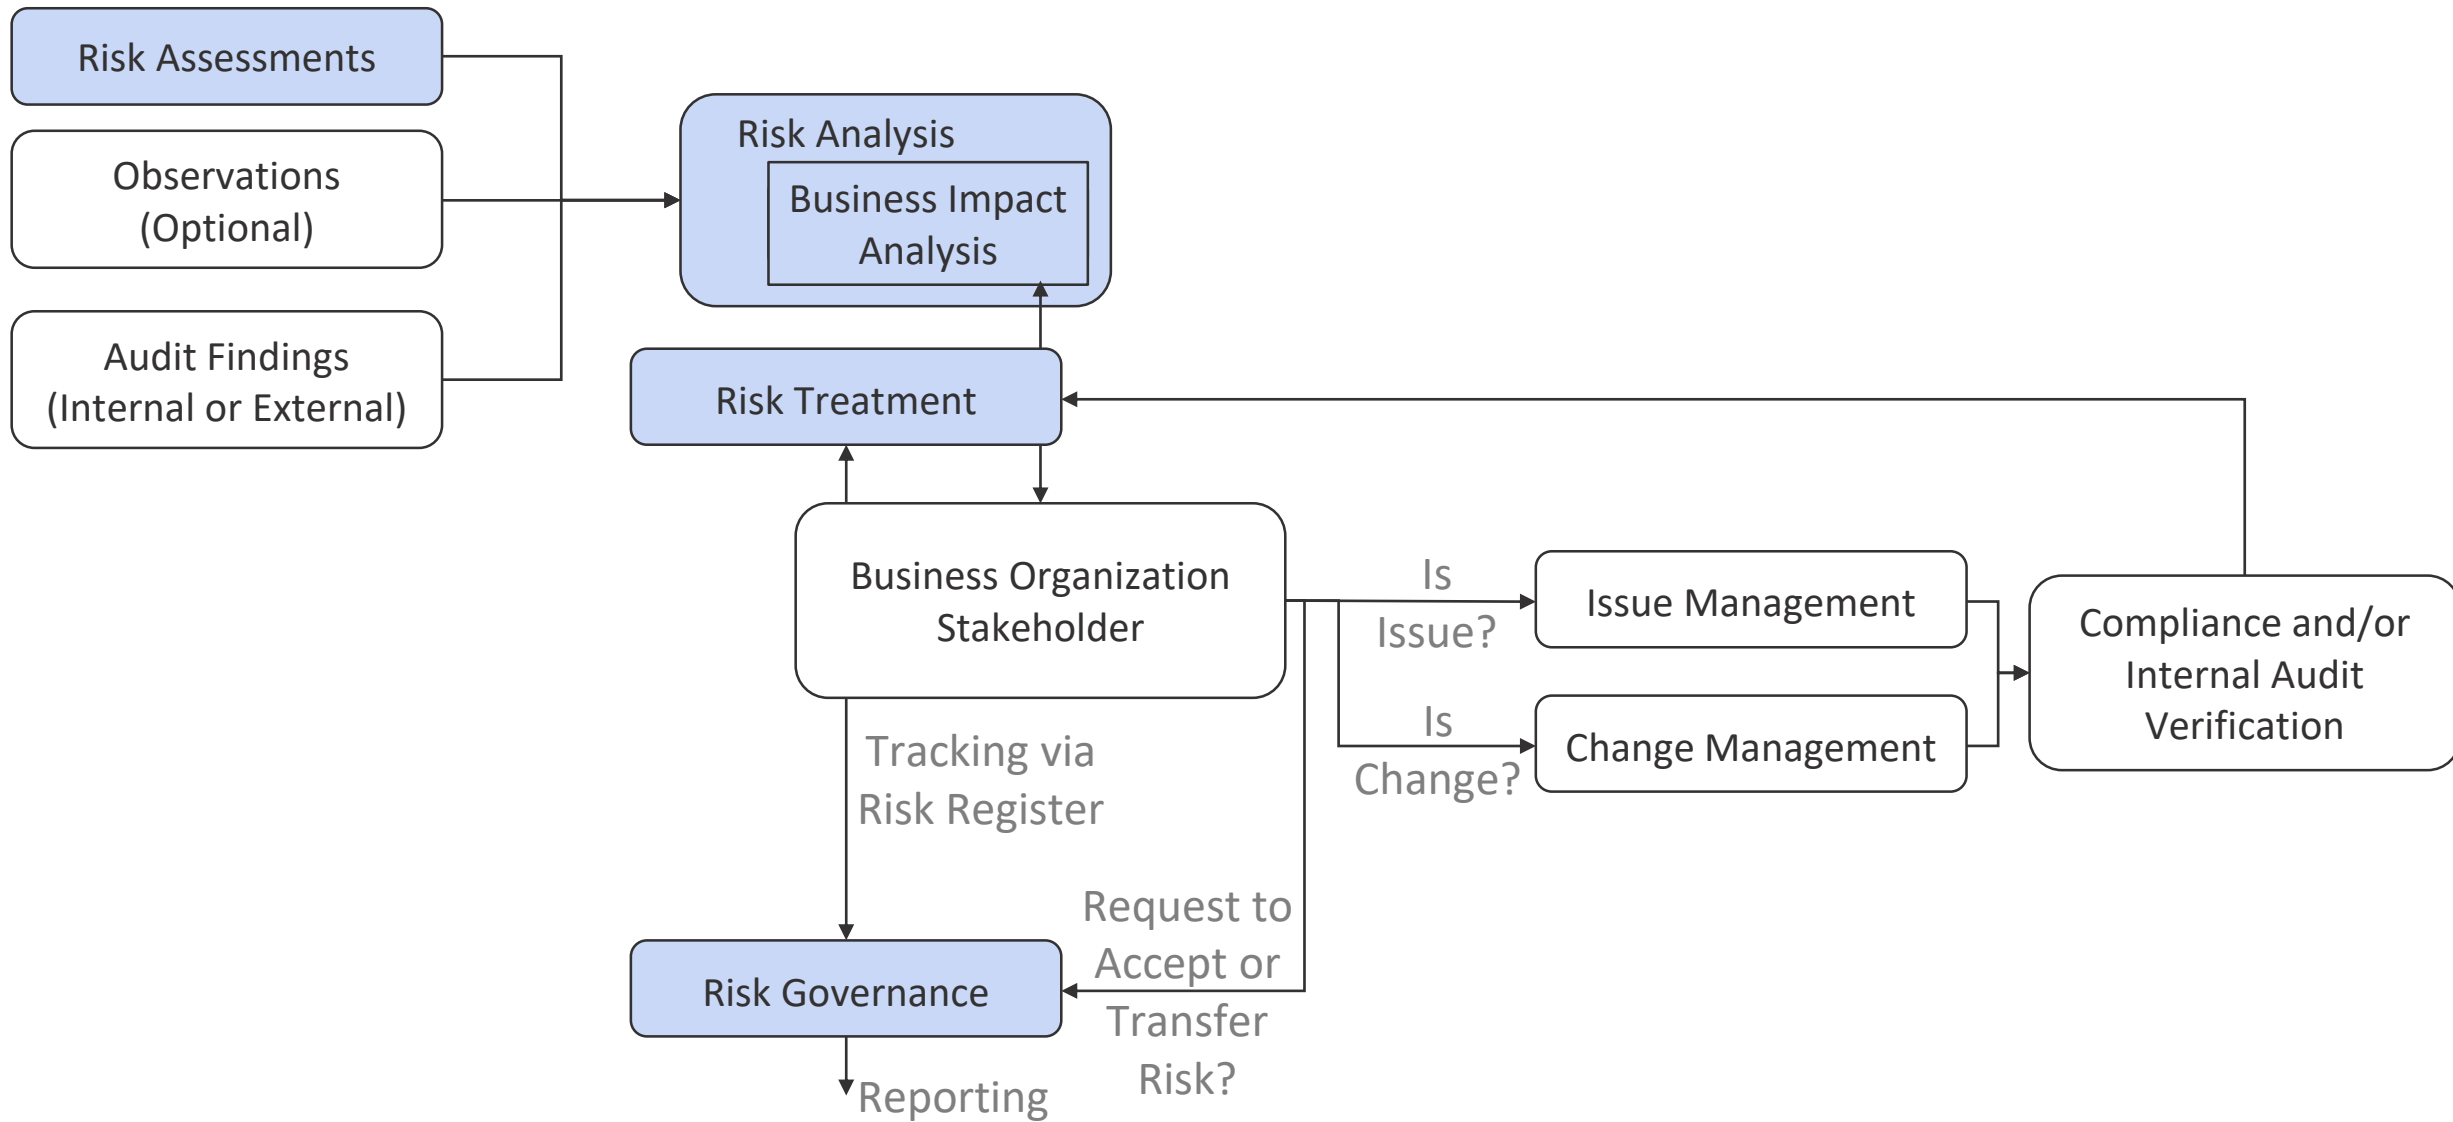 Risk Assessments
Observations
(Optional)
Audit Findings
(Internal or External)
Risk Analysis
Business Impact
Analysis
Risk Treatment
Business Organization
Stakeholder
Is
Issue?
Issue Management
Is
Change?
Change Management
Compliance and/or
Internal Audit
Verification
Tracking via
Risk Register
Request to
Accept or
Transfer
Risk?
Risk Governance
Reporting